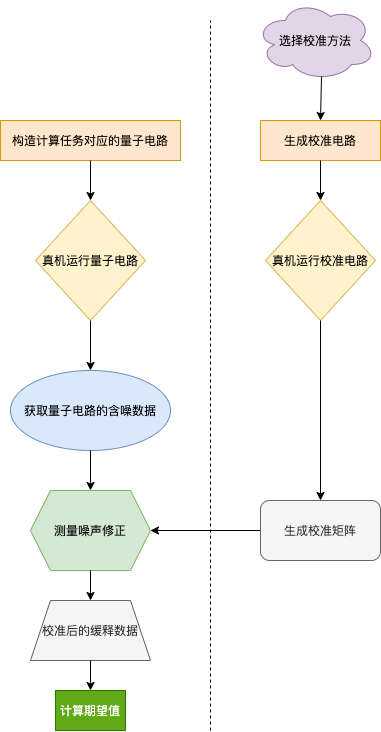 选择校准方法
构造计算任务对应的量子电路
生成校准电路
真机运行量子电路
真机运行校准电路
获取量子电路的含噪数据
测量噪声修正
生成校准矩阵
校准后的缓释数据
计算期望值